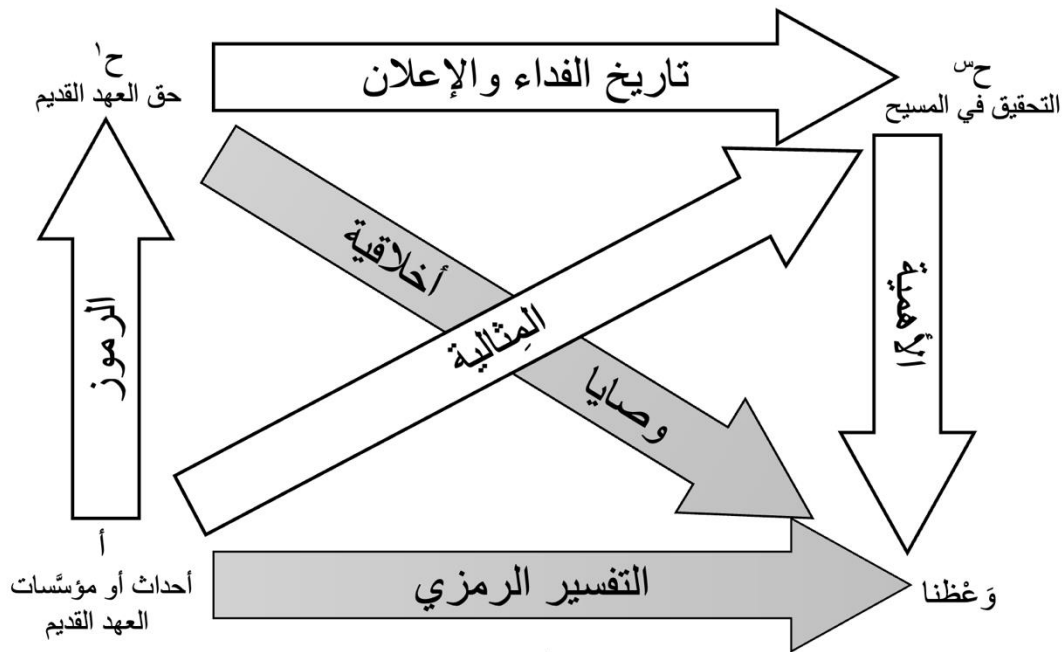 ح١
حق العهد القديم
تاريخ الفداء والإعلان
حس
التحقيق في المسيح
الرموز
أخلاقية
وصايا
المِثالية
الأهمية
أ
أحداث أو مؤسَّسات
العهد القديم
التفسير الرمزي
وَعْظنا